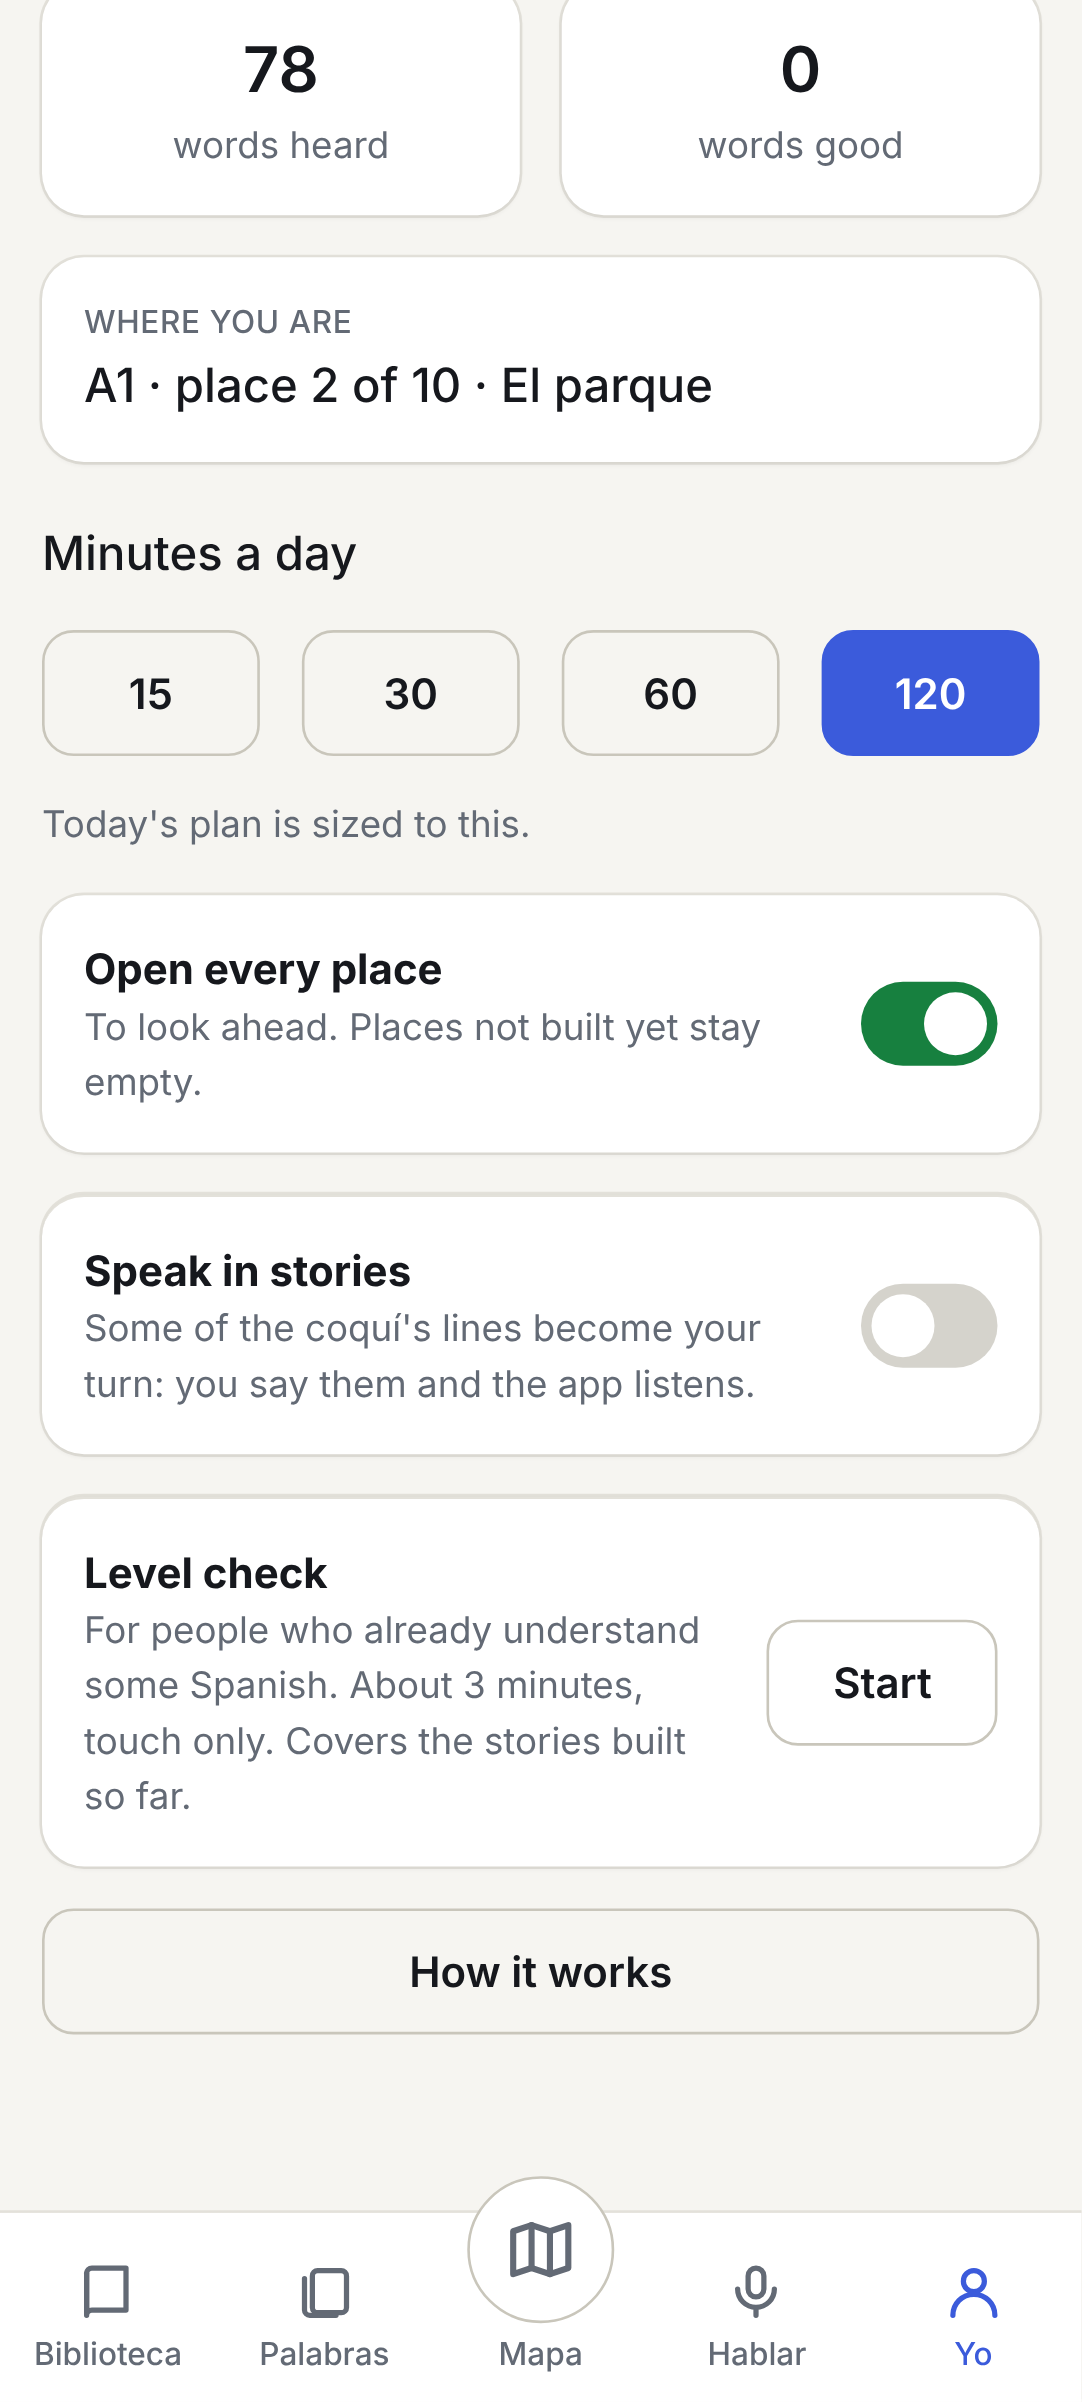 78
words heard
0
words good
WHERE YOU ARE
A1 · place 2 of 10 · El parque
Minutes a day
15
30
60
120
Today's plan is sized to this.
Open every place
To look ahead. Places not built yet stay
empty.
Speak in stories
Some of the coquí's lines become your
turn: you say them and the app listens.
Level check
For people who already understand
some Spanish. About 3 minutes,
touch only. Covers the stories built
so far.
Start
How it works
Biblioteca
Palabras
Mapa
Hablar
Yo